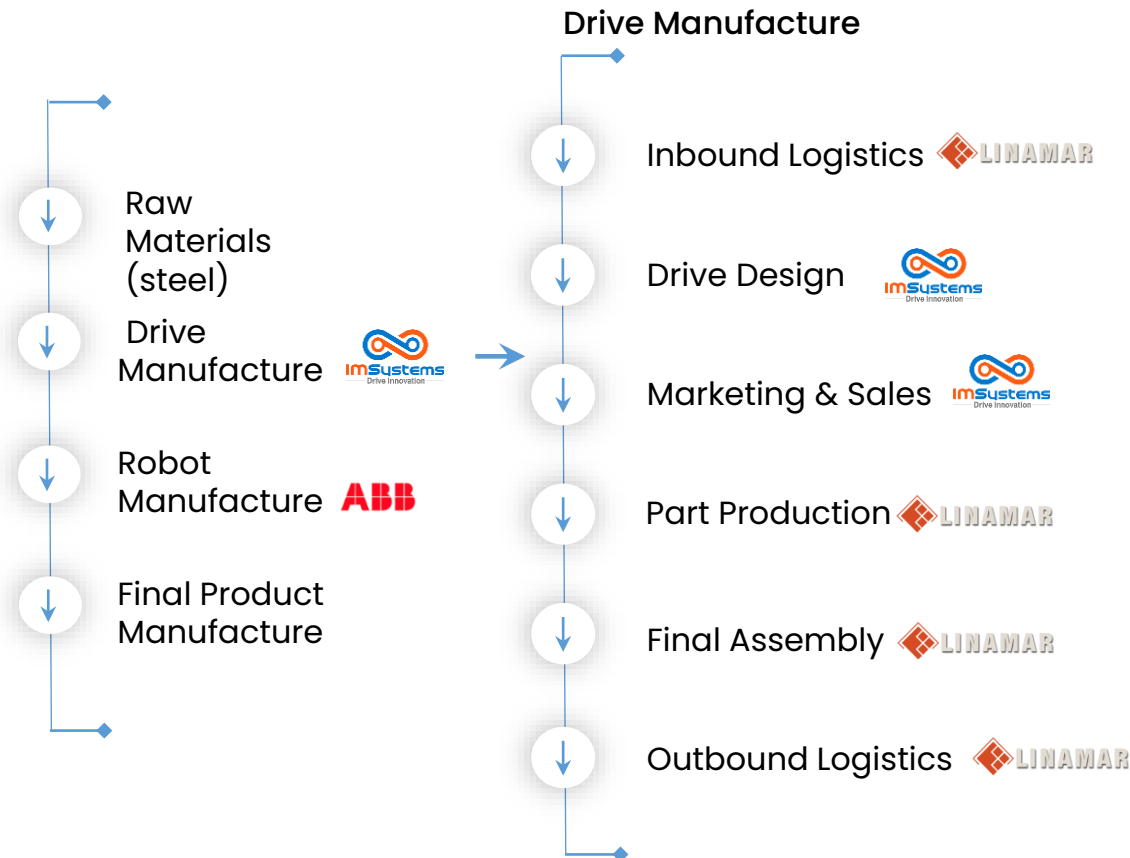 Drive Manufacture
Raw
Materials
(steel)
Drive
Manufacture
IMSystems
Drive Innovation
Robot
Manufacture
ABB
Final Product
Manufacture
Inbound Logistics
LINAMAR
Drive Design
IMSystems
Drive Innovation
Marketing & Sales
IMSystems
Drive Innovation
Part Production
LINAMAR
Final Assembly
LINAMAR
Outbound Logistics
LINAMAR